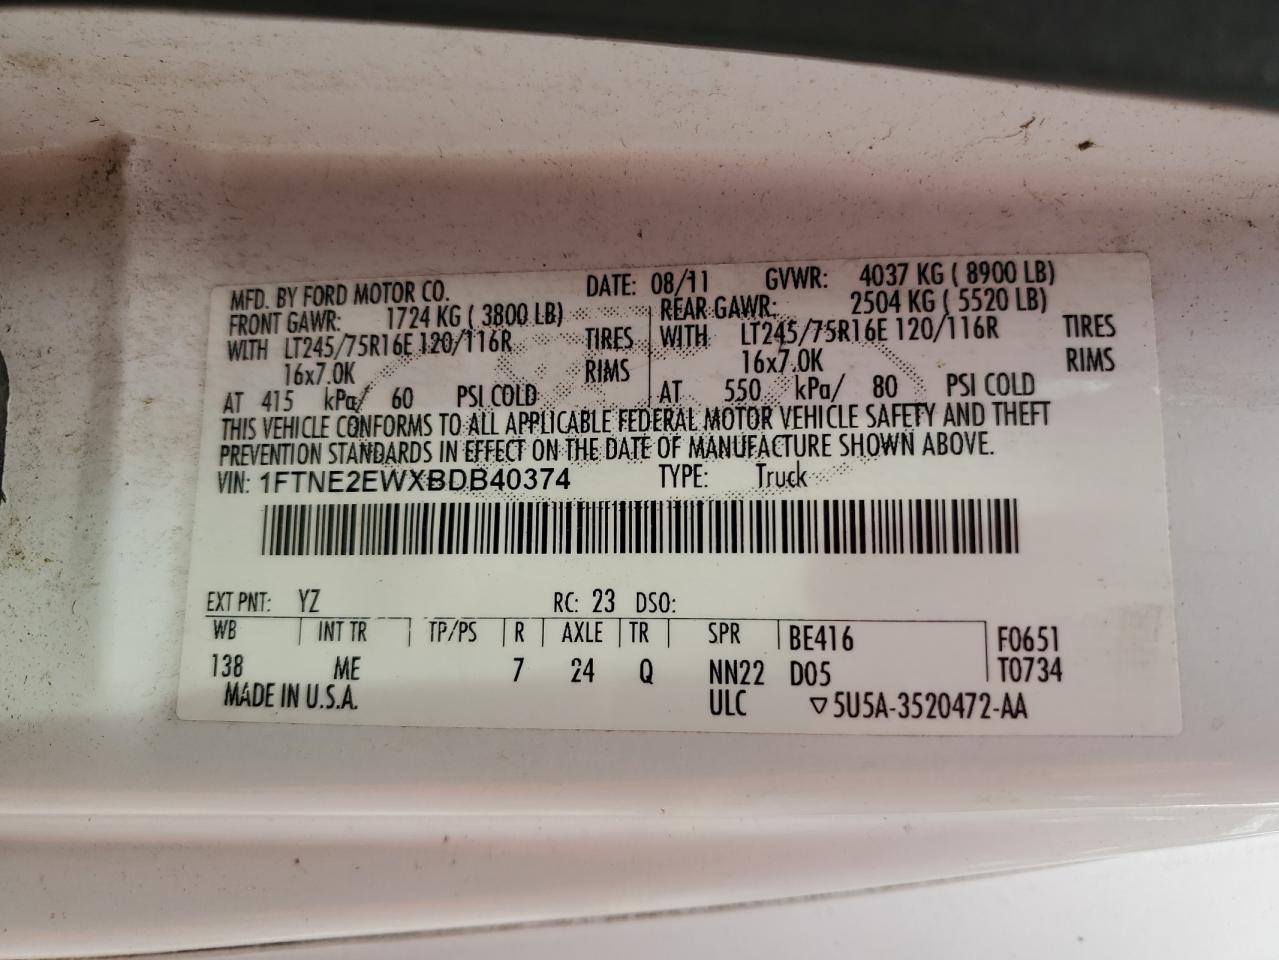 MFD. BY FORD MOTOR CO. DATE: 08/11 GVWR: 4037 KG ( 8900 LB)
FRONT GAWR: 1724 KG ( 3800 LB) REAR GAWR: 2504 KG ( 5520 LB)
WITH LT245/75R16E 120/116R TIRES WITH LT245/75R16E 120/116R TIRES
16x7.0K RIMS 16x7.0K RIMS
AT 415 kPa/ 60 PSI COLD AT 550 kPa/ 80 PSI COLD
THIS VEHICLE CONFORMS TO ALL APPLICABLE FEDERAL MOTOR VEHICLE SAFETY AND THEFT
PREVENTION STANDARDS IN EFFECT ON THE DATE OF MANUFACTURE SHOWN ABOVE.
VIN: 1FTNE2EWXBDB40374 TYPE: Truck
EXT PNT: YZ RC: 23 DSO:
WB INT TR TP/PS R AXLE TR SPR BE416 F0651
138 ME 7 24 Q NN22 D05 T0734
MADE IN U.S.A. ULC ▽5U5A-3520472-AA